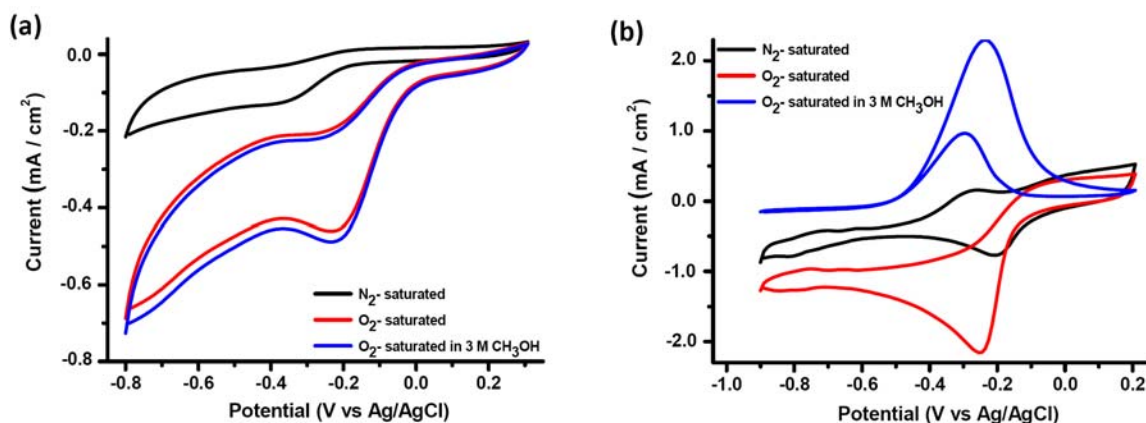 (a)
0.0
-0.2
-0.4
-0.6
-0.8
Current (mA / cm²)
N₂- saturated
O₂- saturated
O₂- saturated in 3 M CH₃OH
-0.8 -0.6 -0.4 -0.2 0.0 0.2
Potential (V vs Ag/AgCl)
(b)
N₂- saturated
O₂- saturated
O₂- saturated in 3 M CH₃OH
2.0
1.0
0.0
-1.0
-2.0
Current (mA / cm²)
-1.0 -0.8 -0.6 -0.4 -0.2 0.0 0.2
Potential (V vs Ag/AgCl)